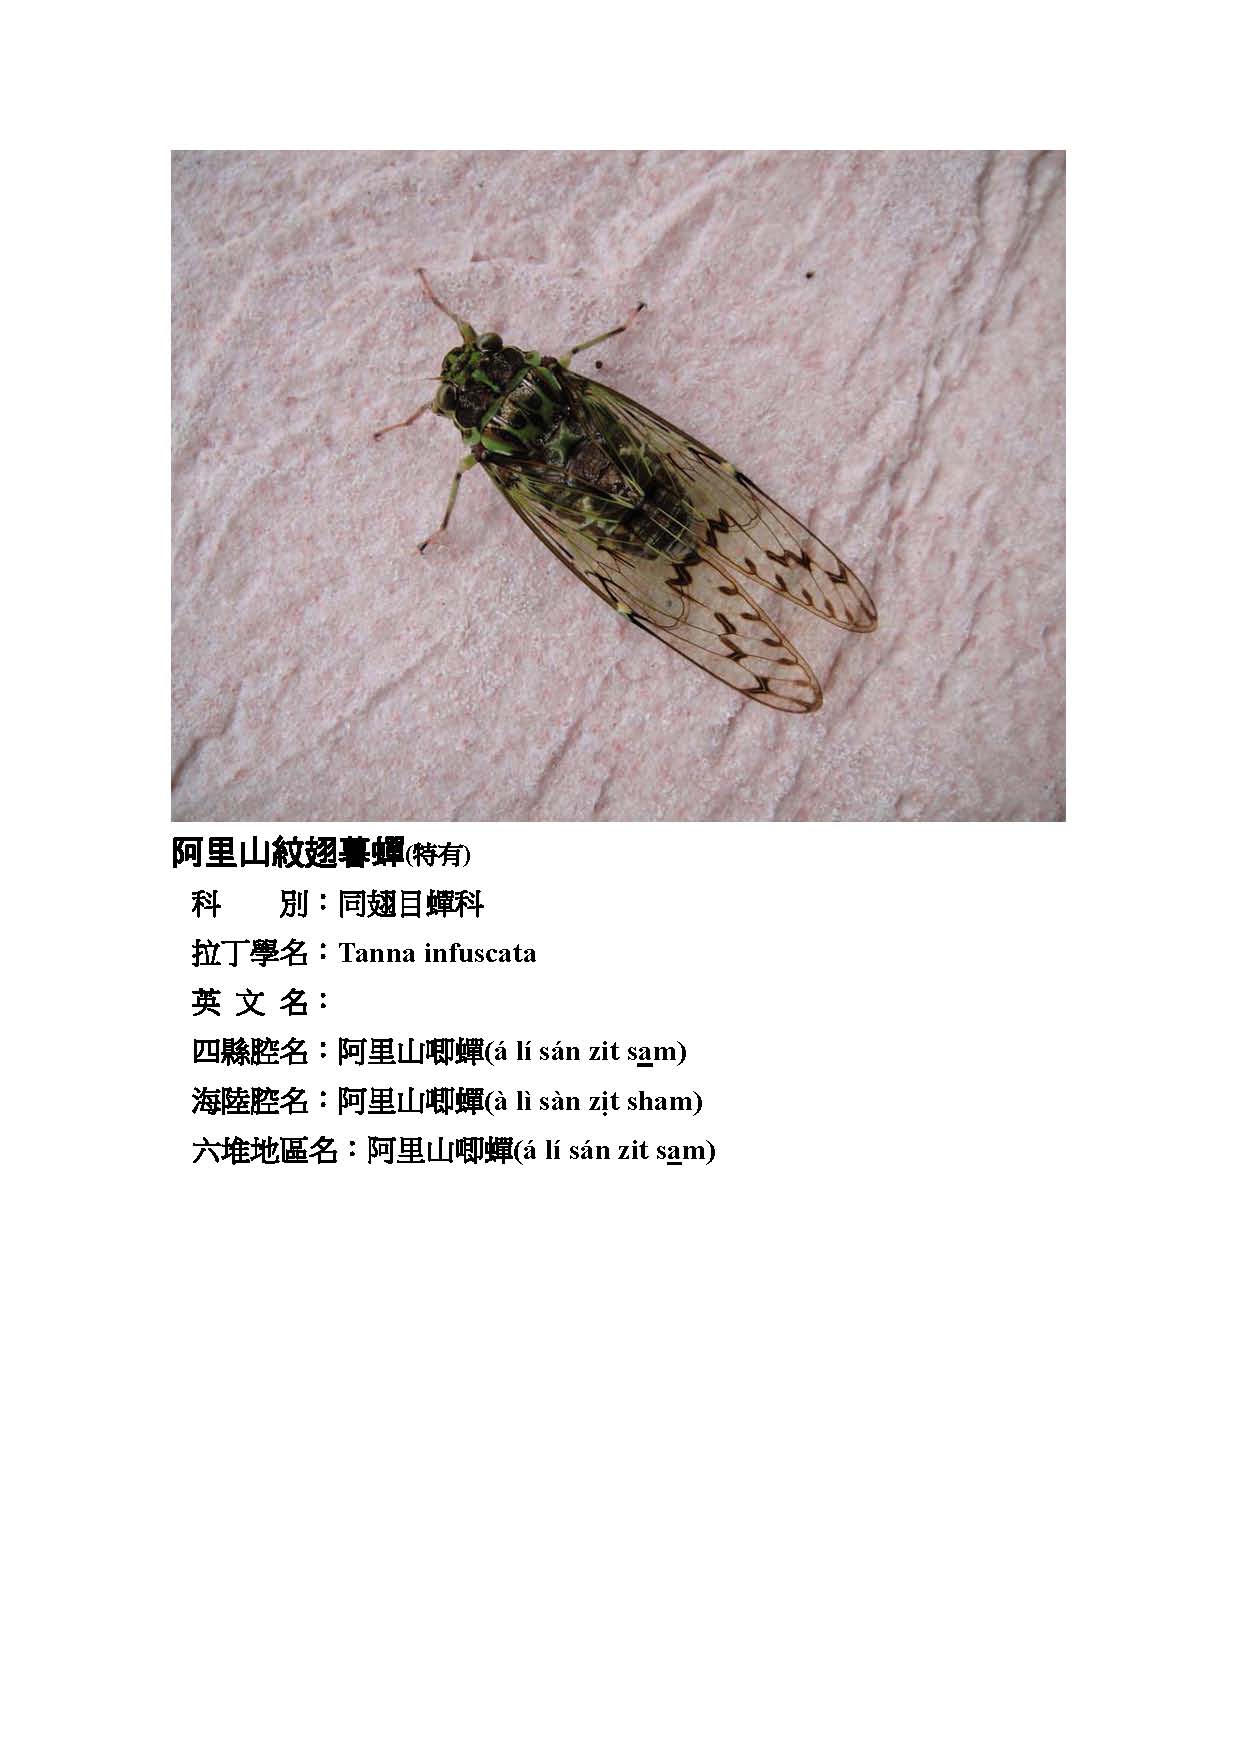 阿里山紋翅暮蟬(特有)
科　　別：同翅目蟬科
拉丁學名：Tanna infuscata
英 文 名：
四縣腔名：阿里山唧蟬(á lí sán zit sa̲m)
海陸腔名：阿里山唧蟬(à lì sàn zịt sham)
六堆地區名：阿里山唧蟬(á lí sán zit sa̲m)